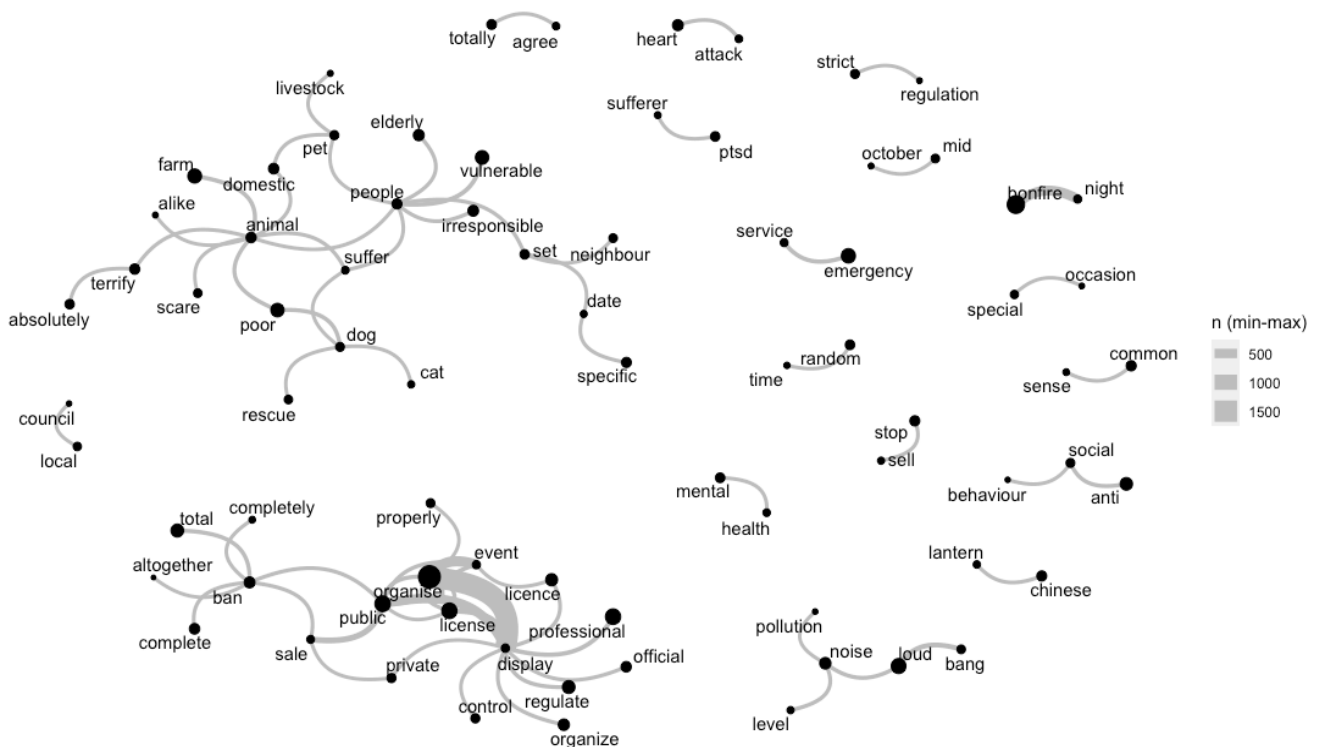 totally
agree
heart
attack
strict
regulation
livestock
sufferer
ptsd
elderly
pet
october
mid
farm
domestic
vulnerable
people
bonfire
night
alike
animal
irresponsible
service
emergency
suffer
set
neighbour
terrify
scare
absolutely
poor
date
special
occasion
dog
specific
n (min-max)
500
1000
1500
cat
rescue
time
random
common
sense
council
local
stop
sell
social
behaviour
anti
mental
health
total
completely
properly
altogether
ban
event
organise
licence
lantern
chinese
complete
public
license
professional
sale
private
display
official
control
regulate
organize
pollution
noise
loud
bang
level